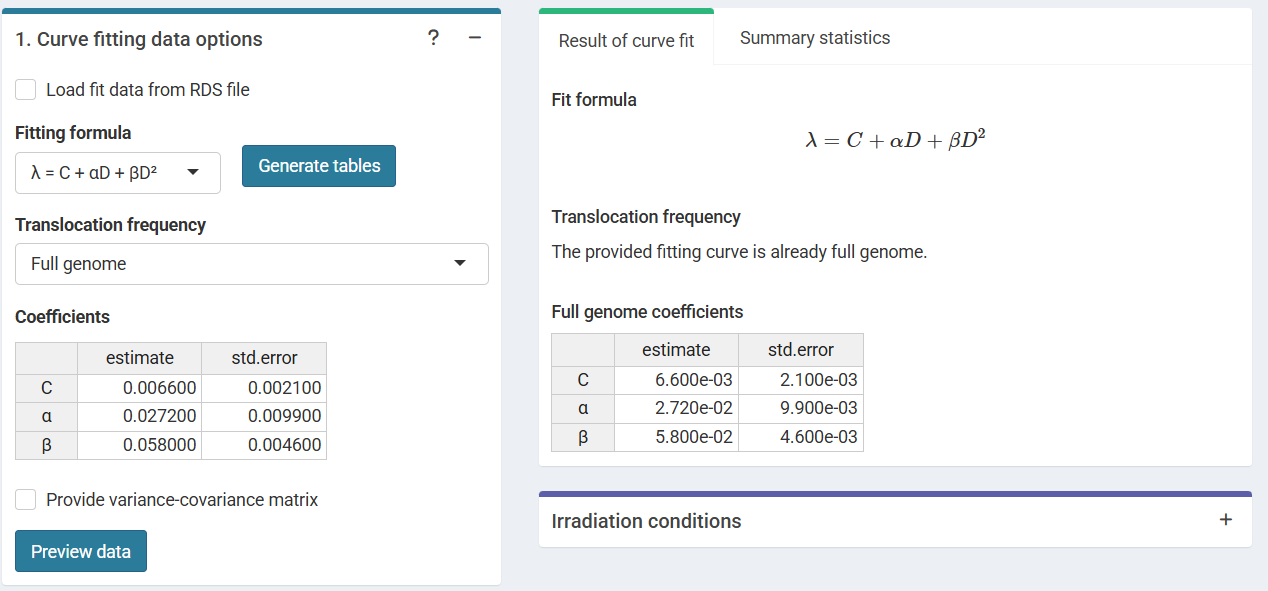 1. Curve fitting data options ? −
Load fit data from RDS file
Fitting formula
λ = C + αD + βD²
Generate tables
Translocation frequency
Full genome
Coefficients
estimate std.error
C 0.006600 0.002100
α 0.027200 0.009900
β 0.058000 0.004600
Provide variance-covariance matrix
Preview data
Result of curve fit Summary statistics
Fit formula
λ = C + αD + βD²
Translocation frequency
The provided fitting curve is already full genome.
Full genome coefficients
estimate std.error
C 6.600e-03 2.100e-03
α 2.720e-02 9.900e-03
β 5.800e-02 4.600e-03
Irradiation conditions +